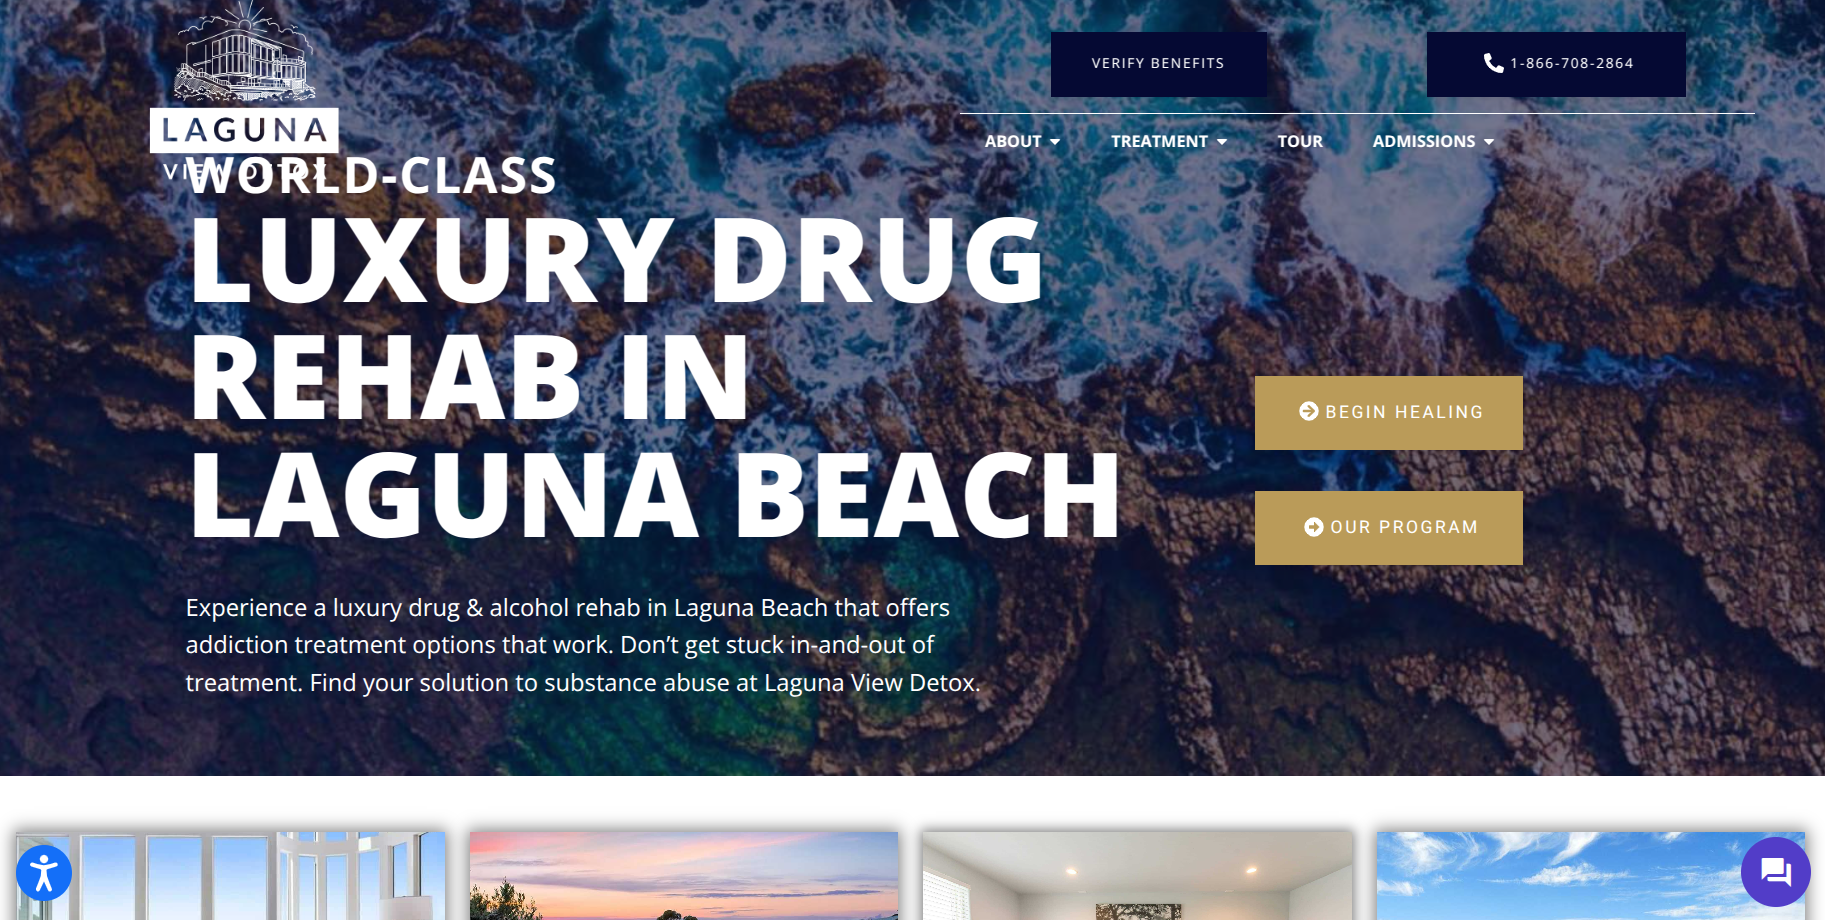 LAGUNA
VIEW DETOX
VERIFY BENEFITS
1-866-708-2864
ABOUT
TREATMENT
TOUR
ADMISSIONS
WORLD-CLASS
LUXURY DRUG
REHAB IN
LAGUNA BEACH
BEGIN HEALING
OUR PROGRAM
Experience a luxury drug & alcohol rehab in Laguna Beach that offers
addiction treatment options that work. Don’t get stuck in-and-out of
treatment. Find your solution to substance abuse at Laguna View Detox.